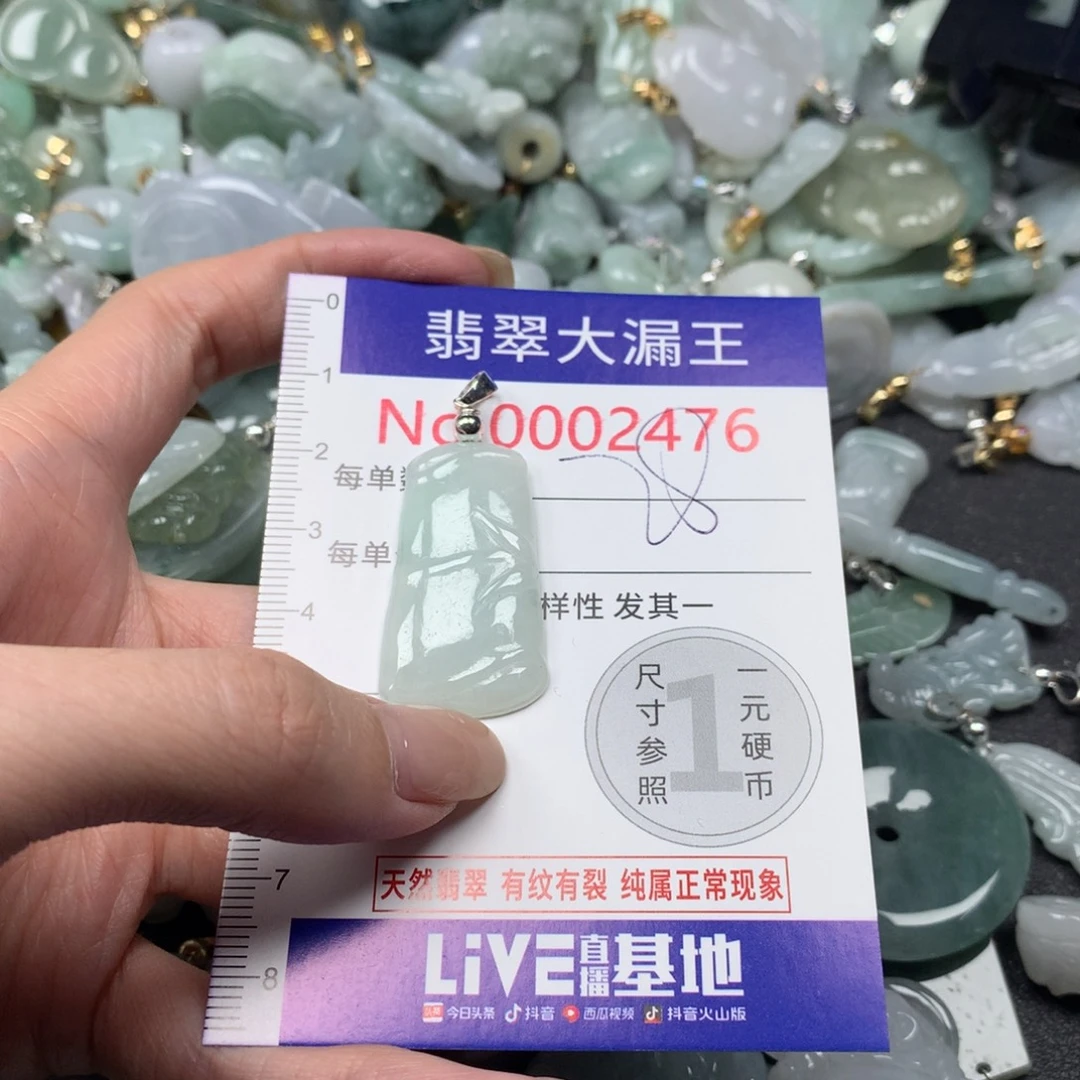 0
翡翠大漏王
1
No 0002476
2
每单
78
3
每单
样性 发其一
4
尺寸参照
1
一元硬币
7
天然翡翠 有纹有裂 纯属正常现象
8
LiVE直播基地
今日头条 抖音 西瓜视频 抖音火山版